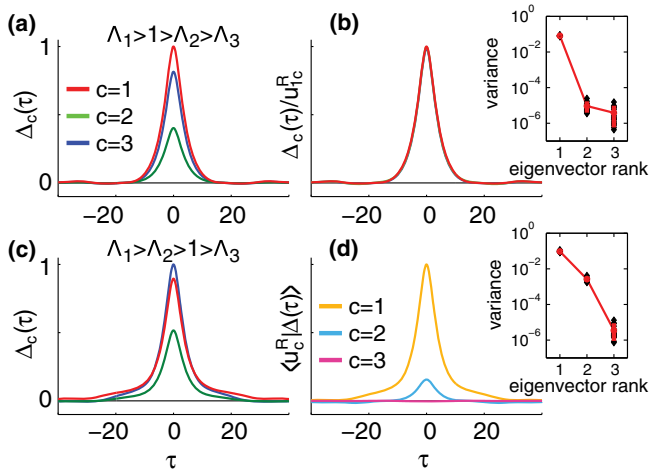 (a)
Λ1>1>Λ2>Λ3
1
0
Δc(τ)
c=1
c=2
c=3
−20
0
20
(b)
Δc(τ)/u1cR
−20
0
20
variance
10^0
10^−2
10^−4
10^−6
1 2 3
eigenvector rank
(c)
Λ1>Λ2>1>Λ3
1
0
Δc(τ)
−20
0
20
τ
(d)
⟨ucR|Δ(τ)⟩
c=1
c=2
c=3
−20
0
20
τ
variance
10^0
10^−2
10^−4
10^−6
1 2 3
eigenvector rank